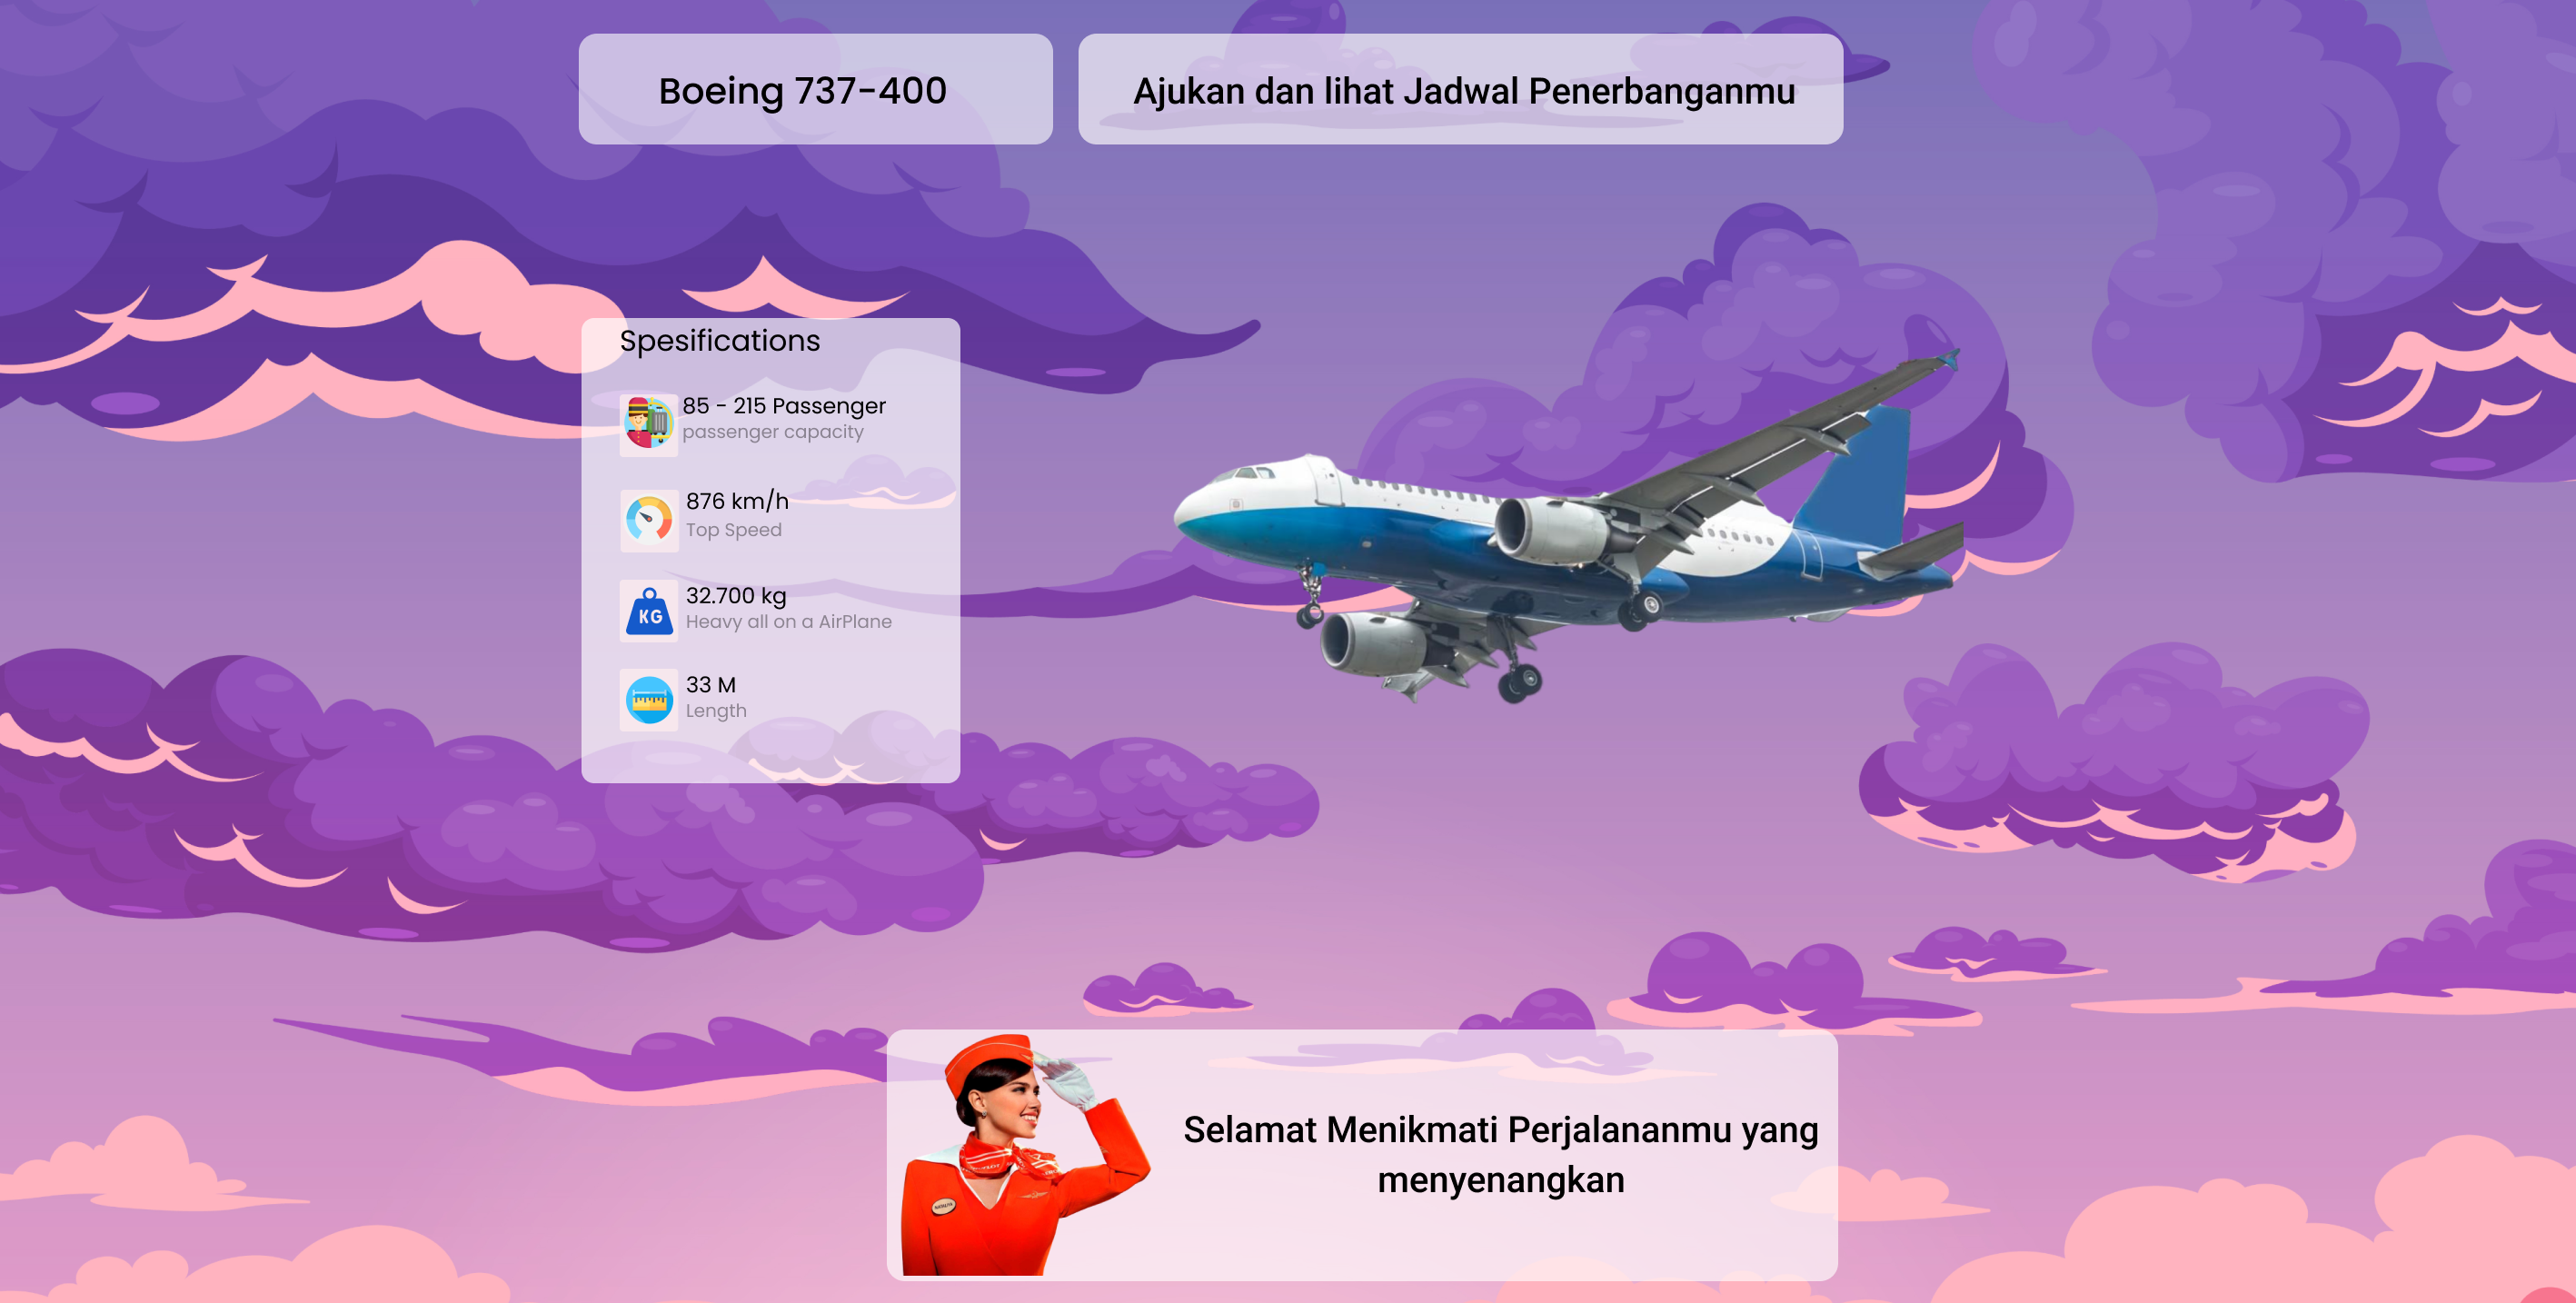 Boeing 737-400
Ajukan dan lihat Jadwal Penerbanganmu
Spesifications
85 - 215 Passenger
passenger capacity
876 km/h
Top Speed
32.700 kg
Heavy all on a AirPlane
KG
33 M
Length
Selamat Menikmati Perjalananmu yang
menyenangkan